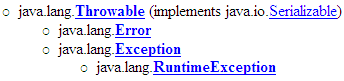 java.lang.Throwable (implements java.io.Serializable)
java.lang.Error
java.lang.Exception
java.lang.RuntimeException